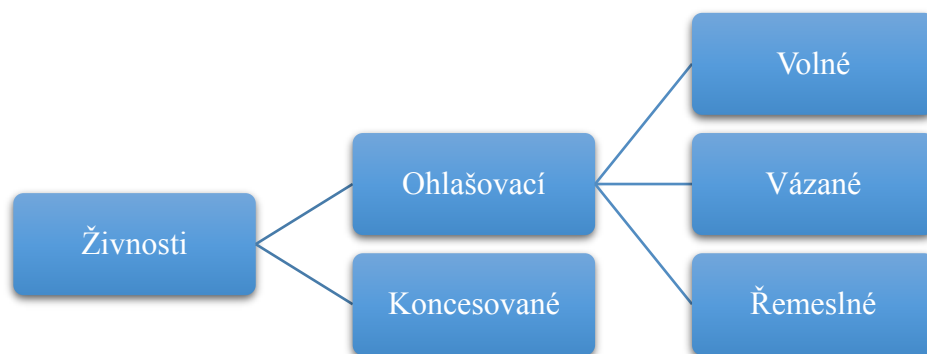 Živnosti
Ohlašovací
Koncesované
Volné
Vázané
Řemeslné